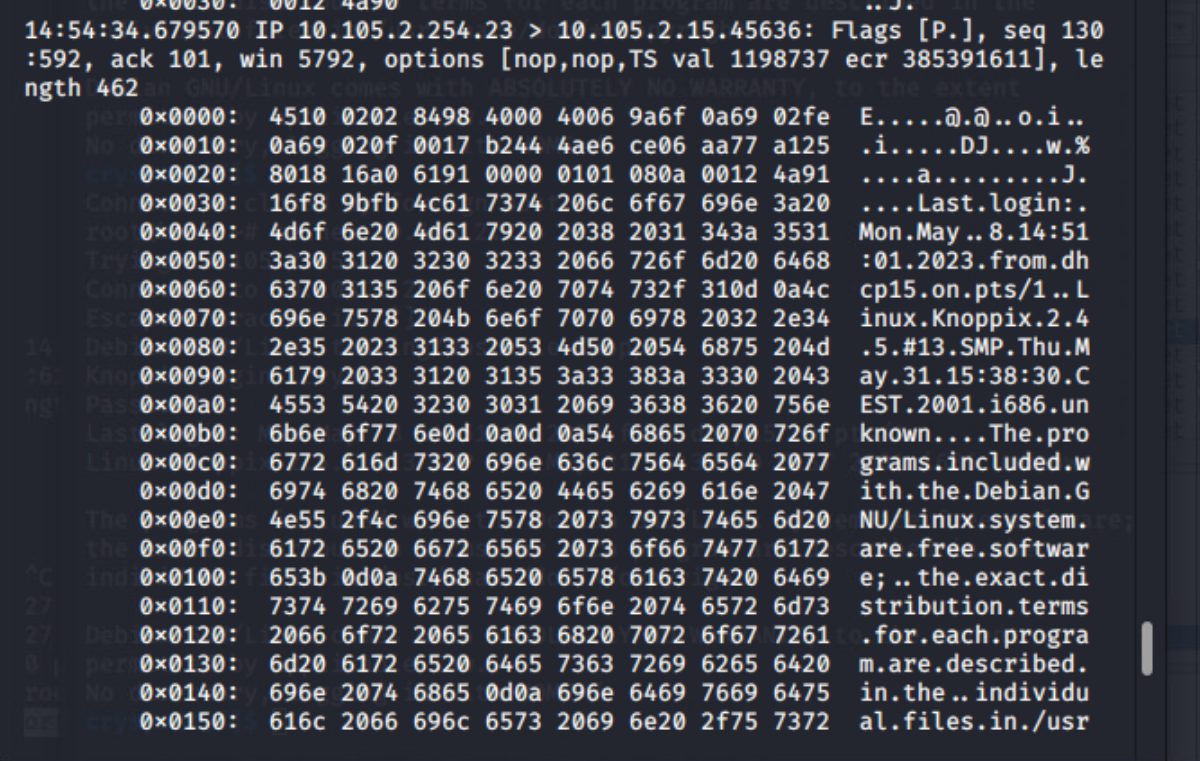 0x0030: 0012 4a90 ..J.
14:54:34.679570 IP 10.105.2.254.23 > 10.105.2.15.45636: Flags [P.], seq 130
:592, ack 101, win 5792, options [nop,nop,TS val 1198737 ecr 385391611], le
ngth 462
0x0000: 4510 0202 8498 4000 4006 9a6f 0a69 02fe E.....@.@..o.i..
0x0010: 0a69 020f 0017 b244 4ae6 ce06 aa77 a125 .i.....DJ....w.%
0x0020: 8018 16a0 6191 0000 0101 080a 0012 4a91 ....a.........J.
0x0030: 16f8 9bfb 4c61 7374 206c 6f67 696e 3a20 ....Last.login:.
0x0040: 4d6f 6e20 4d61 7920 2038 2031 343a 3531 Mon.May..8.14:51
0x0050: 3a30 3120 3230 3233 2066 726f 6d20 6468 :01.2023.from.dh
0x0060: 6370 3135 206f 6e20 7074 732f 310d 0a4c cp15.on.pts/1..L
0x0070: 696e 7578 204b 6e6f 7070 6978 2032 2e34 inux.Knoppix.2.4
0x0080: 2e35 2023 3133 2053 4d50 2054 6875 204d .5.#13.SMP.Thu.M
0x0090: 6179 2033 3120 3135 3a33 383a 3330 2043 ay.31.15:38:30.C
0x00a0: 4553 5420 3230 3031 2069 3638 3620 756e EST.2001.i686.un
0x00b0: 6b6e 6f77 6e0d 0a0d 0a54 6865 2070 726f known....The.pro
0x00c0: 6772 616d 7320 696e 636c 7564 6564 2077 grams.included.w
0x00d0: 6974 6820 7468 6520 4465 6269 616e 2047 ith.the.Debian.G
0x00e0: 4e55 2f4c 696e 7578 2073 7973 7465 6d20 NU/Linux.system.
0x00f0: 6172 6520 6672 6565 2073 6f66 7477 6172 are.free.softwar
0x0100: 653b 0d0a 7468 6520 6578 6163 7420 6469 e;..the.exact.di
0x0110: 7374 7269 6275 7469 6f6e 2074 6572 6d73 stribution.terms
0x0120: 2066 6f72 2065 6163 6820 7072 6f67 7261 .for.each.progra
0x0130: 6d20 6172 6520 6465 7363 7269 6265 6420 m.are.described.
0x0140: 696e 2074 6865 0d0a 696e 6469 7669 6475 in.the..individu
0x0150: 616c 2066 696c 6573 2069 6e20 2f75 7372 al.files.in./usr